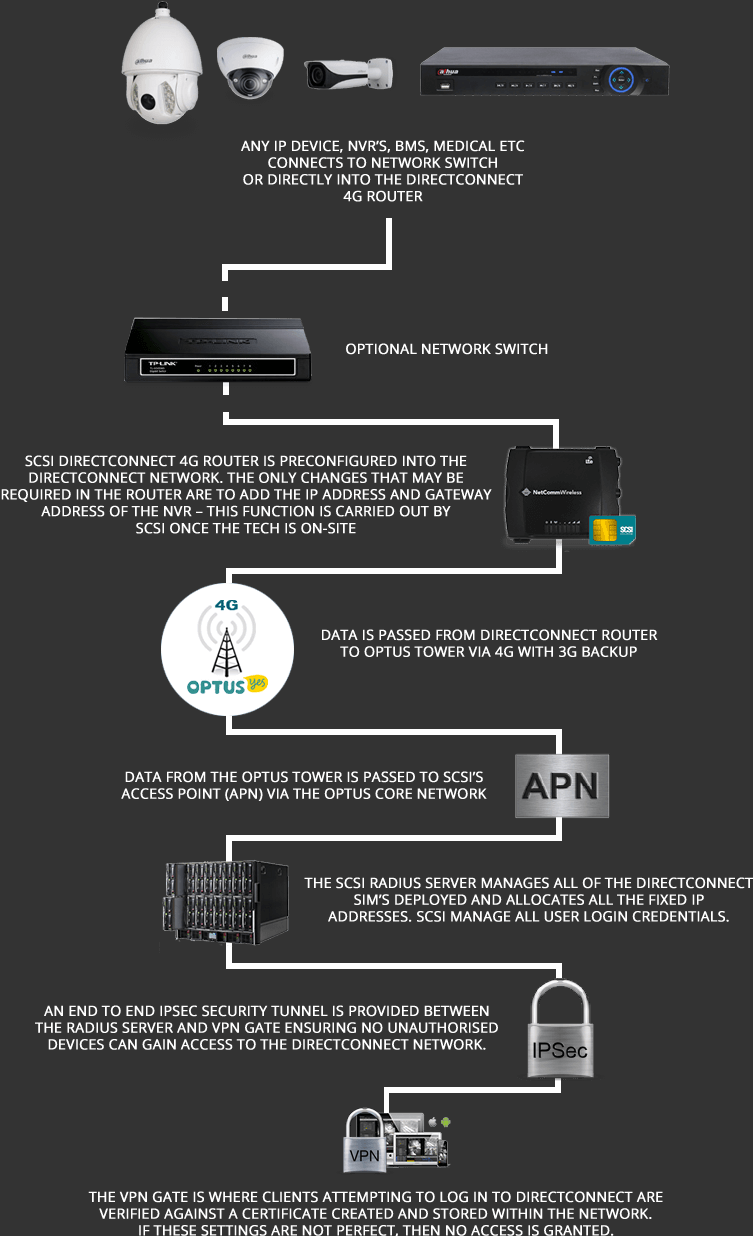 alhua
ANY IP DEVICE, NVR'S, BMS, MEDICAL ETC
CONNECTS TO NETWORK SWITCH
OR DIRECTLY INTO THE DIRECTCONNECT
4G ROUTER
TP-LINK
OPTIONAL NETWORK SWITCH
SCSI DIRECTCONNECT 4G ROUTER IS PRECONFIGURED INTO THE
DIRECTCONNECT NETWORK. THE ONLY CHANGES THAT MAY BE
REQUIRED IN THE ROUTER ARE TO ADD THE IP ADDRESS AND GATEWAY
ADDRESS OF THE NVR – THIS FUNCTION IS CARRIED OUT BY
SCSI ONCE THE TECH IS ON-SITE
NetCommWireless
SCSI
4G
OPTUS yes
DATA IS PASSED FROM DIRECTCONNECT ROUTER
TO OPTUS TOWER VIA 4G WITH 3G BACKUP
DATA FROM THE OPTUS TOWER IS PASSED TO SCSI'S
ACCESS POINT (APN) VIA THE OPTUS CORE NETWORK
APN
THE SCSI RADIUS SERVER MANAGES ALL OF THE DIRECTCONNECT
SIM'S DEPLOYED AND ALLOCATES ALL THE FIXED IP
ADDRESSES. SCSI MANAGE ALL USER LOGIN CREDENTIALS.
AN END TO END IPSEC SECURITY TUNNEL IS PROVIDED BETWEEN
THE RADIUS SERVER AND VPN GATE ENSURING NO UNAUTHORISED
DEVICES CAN GAIN ACCESS TO THE DIRECTCONNECT NETWORK.
IPSec
VPN
THE VPN GATE IS WHERE CLIENTS ATTEMPTING TO LOG IN TO DIRECTCONNECT ARE
VERIFIED AGAINST A CERTIFICATE CREATED AND STORED WITHIN THE NETWORK.
IF THESE SETTINGS ARE NOT PERFECT, THEN NO ACCESS IS GRANTED.